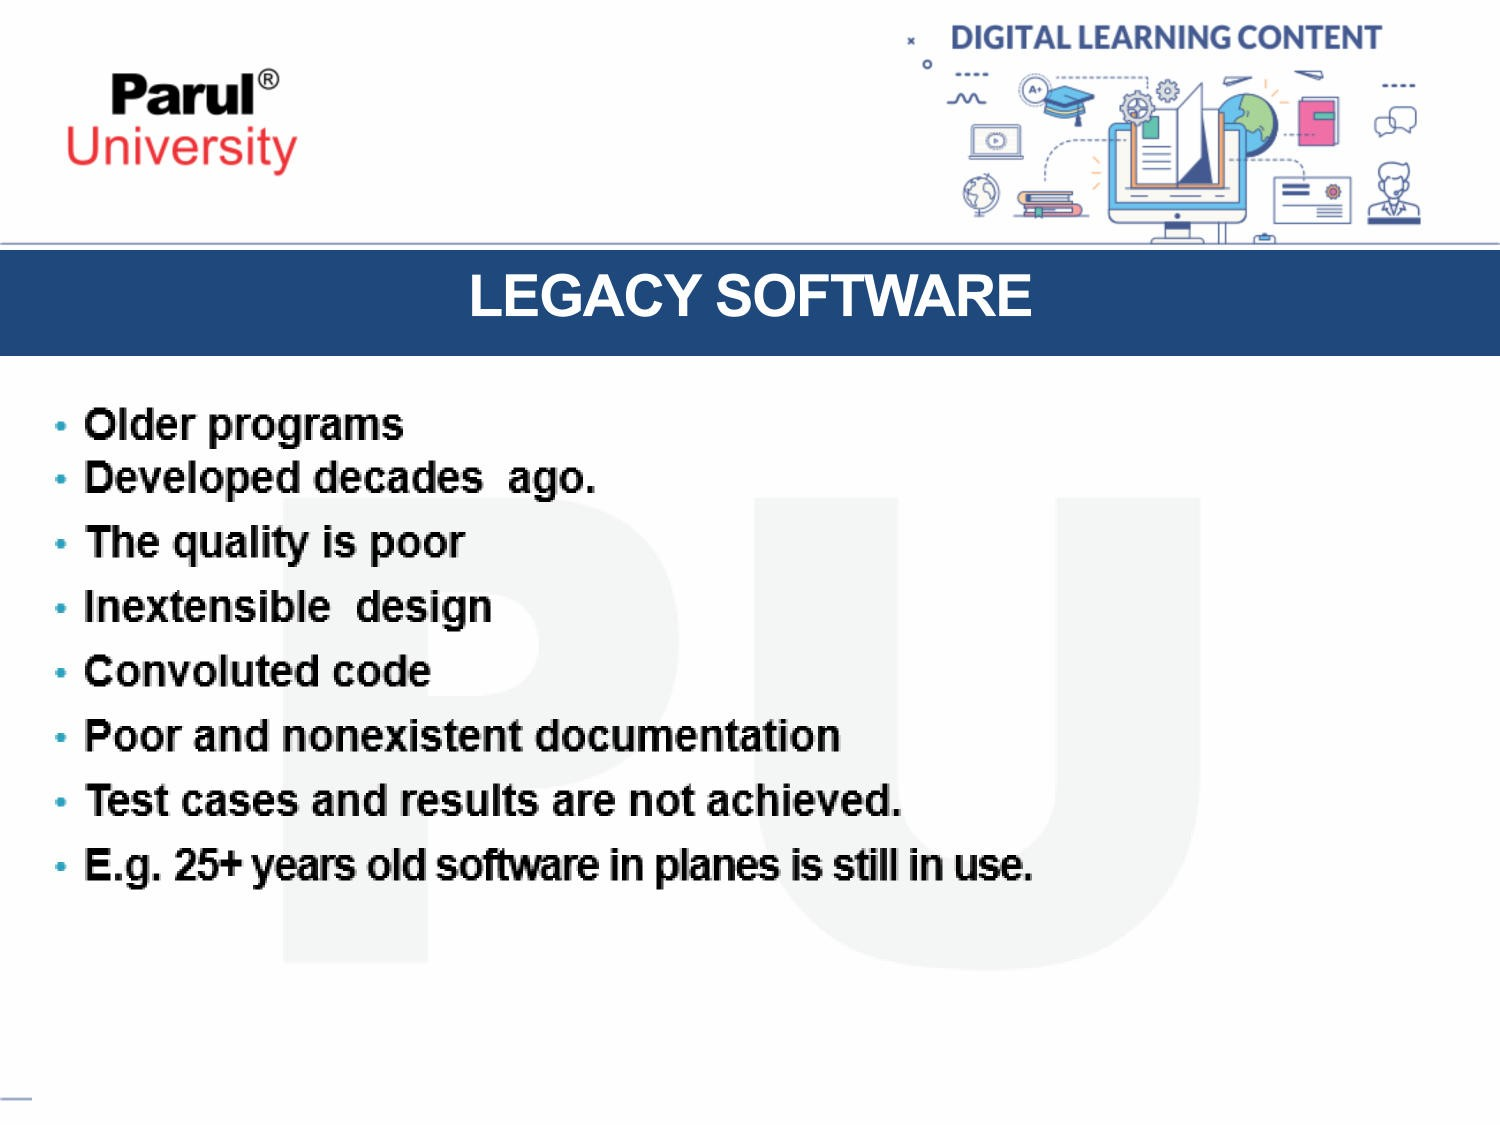 DIGITAL LEARNING CONTENT
Parul®
University
A+
LEGACY SOFTWARE
• Older programs
• Developed decades  ago.
• The quality is poor
• Inextensible  design
• Convoluted code
• Poor and nonexistent documentation
• Test cases and results are not achieved.
• E.g. 25+ years old software in planes is still in use.
PU